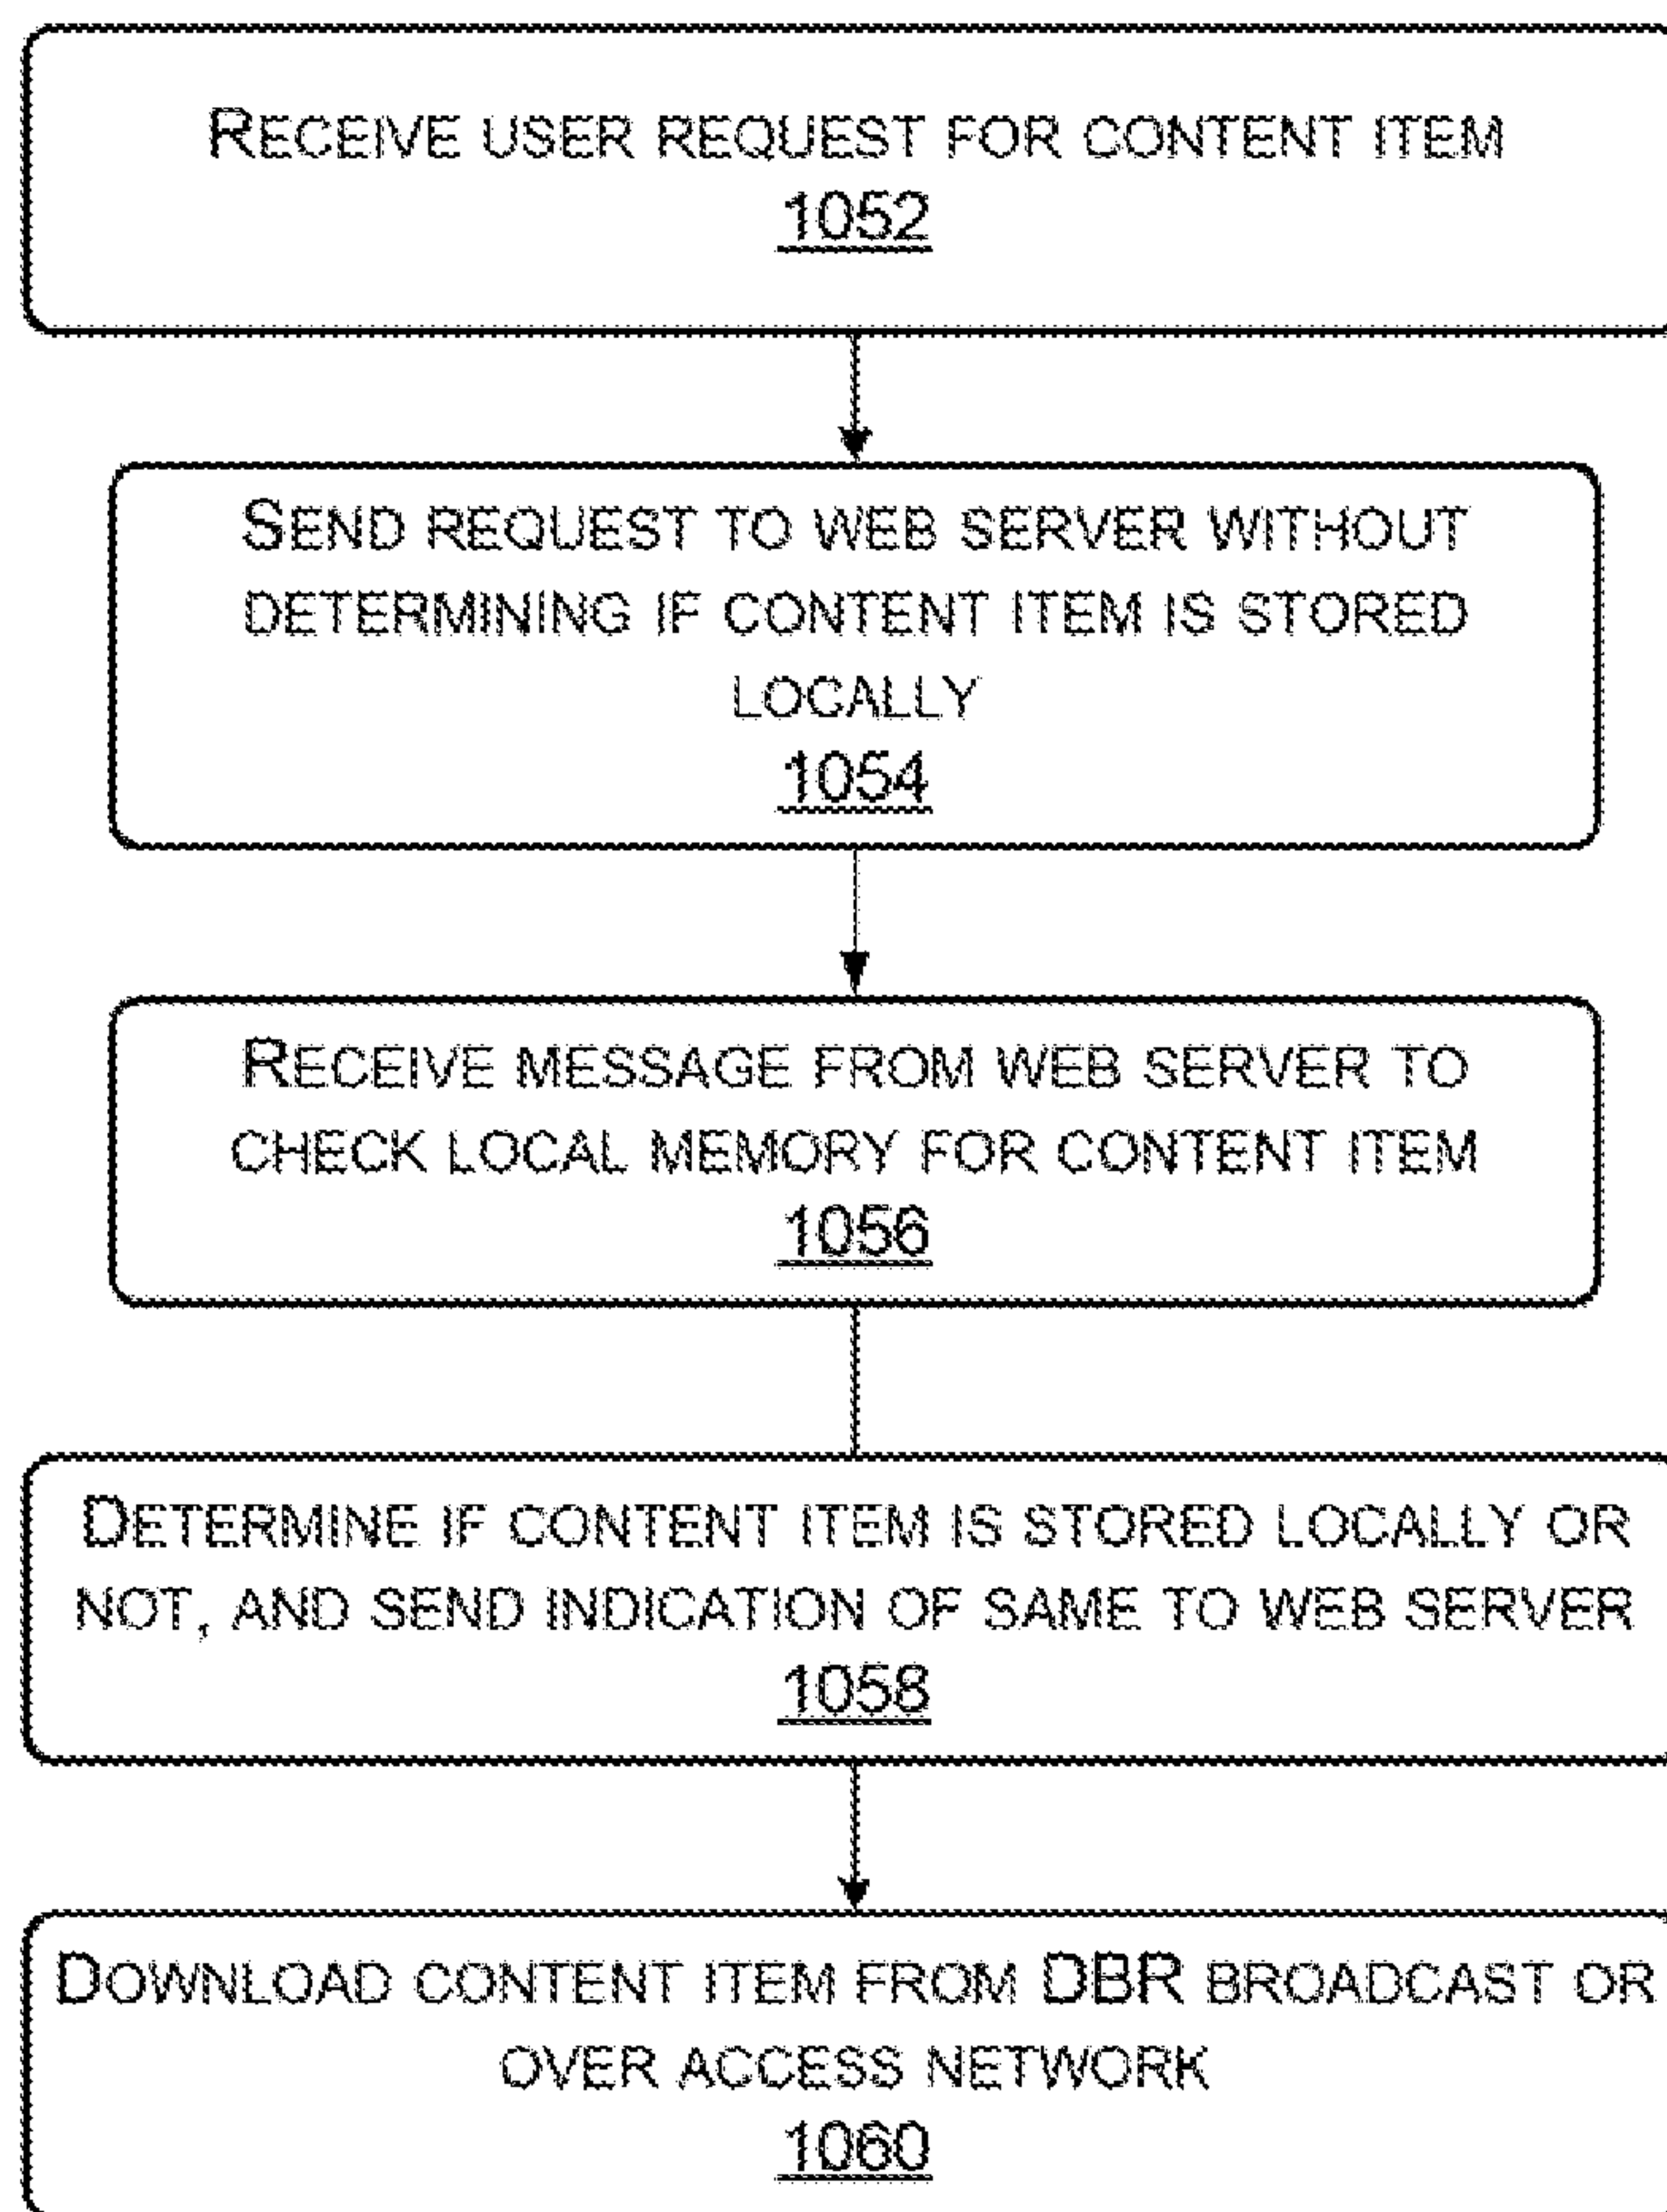 RECEIVE USER REQUEST FOR CONTENT ITEM
1052
SEND REQUEST TO WEB SERVER WITHOUT
DETERMINING IF CONTENT ITEM IS STORED
LOCALLY
1054
RECEIVE MESSAGE FROM WEB SERVER TO
CHECK LOCAL MEMORY FOR CONTENT ITEM
1056
DETERMINE IF CONTENT ITEM IS STORED LOCALLY OR
NOT, AND SEND INDICATION OF SAME TO WEB SERVER
1058
DOWNLOAD CONTENT ITEM FROM DBR BROADCAST OR
OVER ACCESS NETWORK
1060